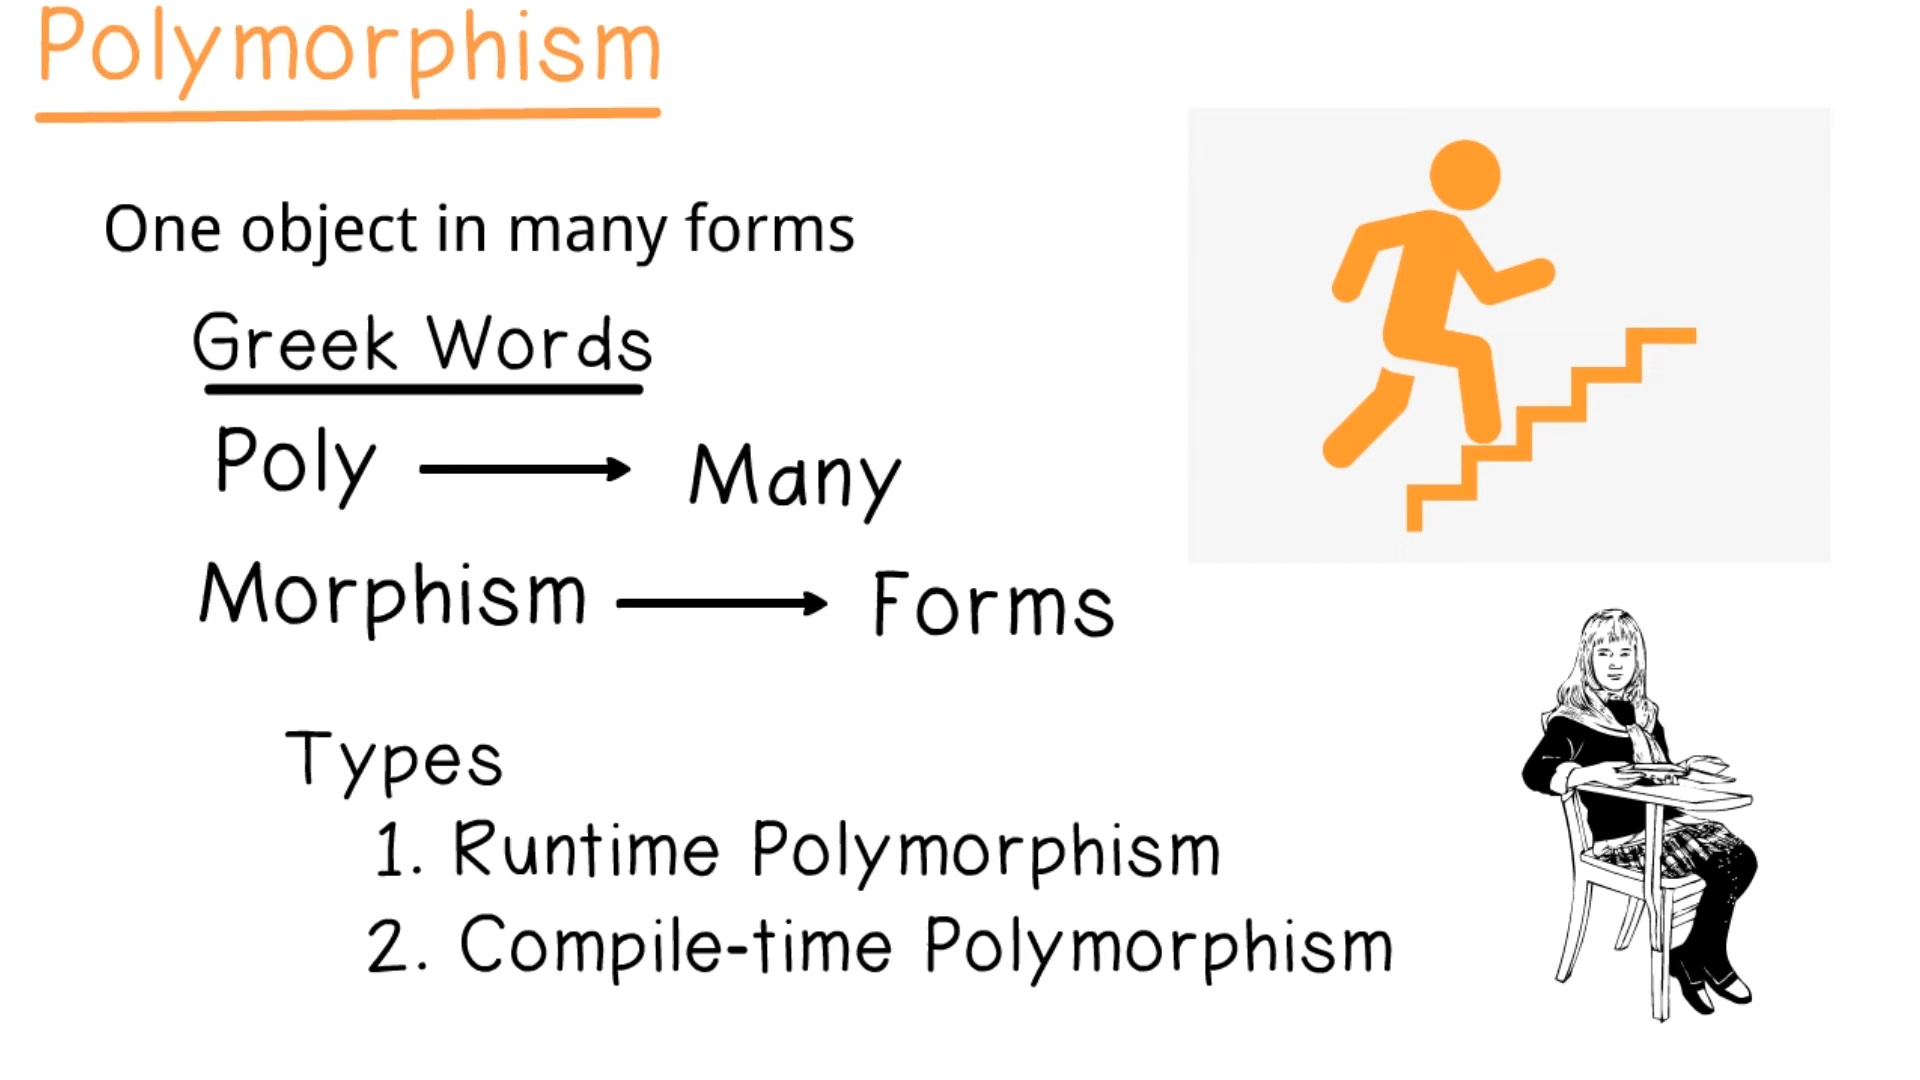 Polymorphism
One object in many forms
Greek Words
Poly → Many
Morphism → Forms
Types
1. Runtime Polymorphism
2. Compile-time Polymorphism